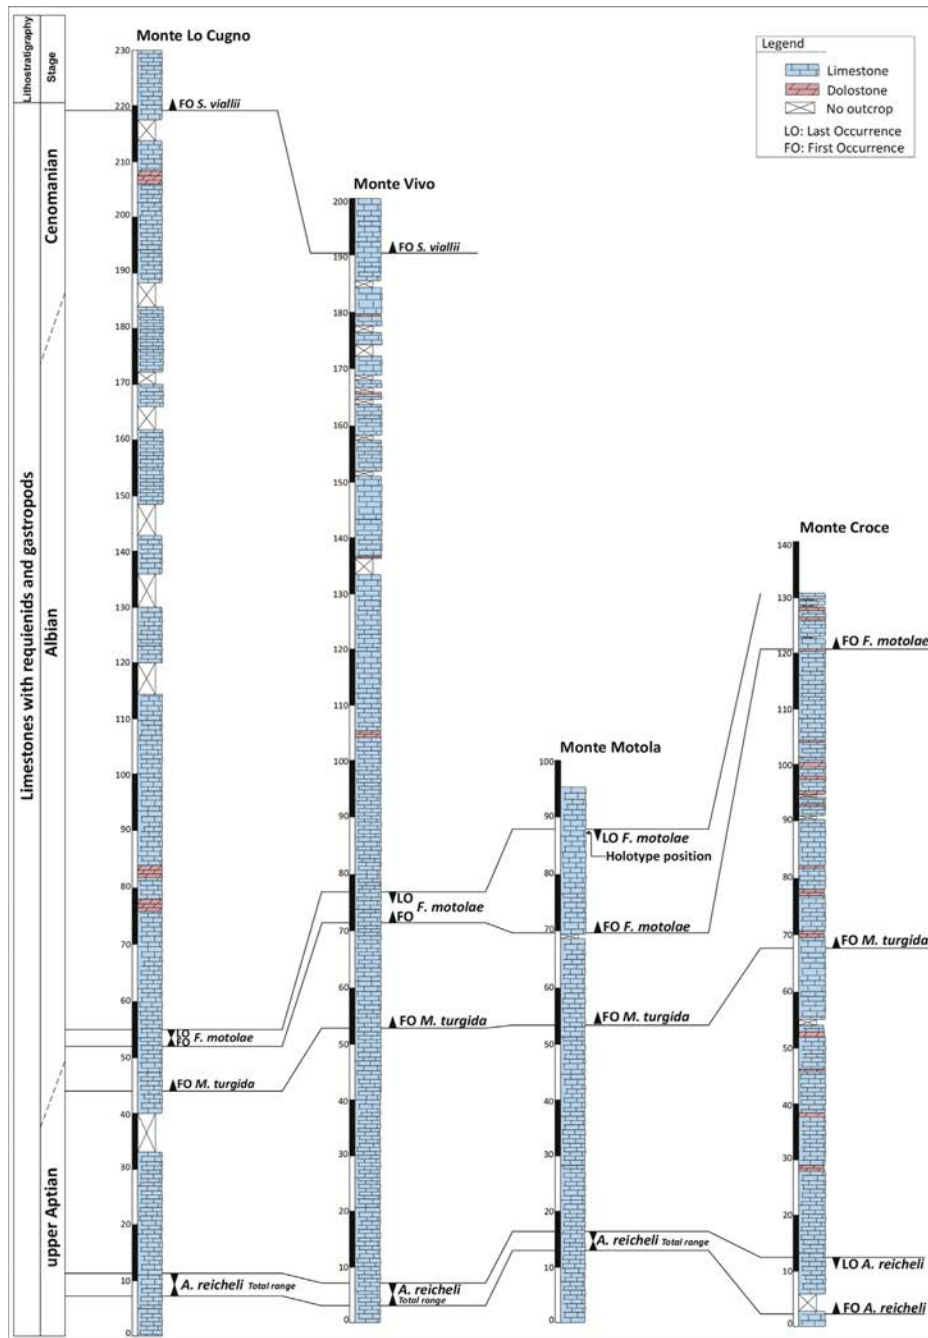 Lithostratigraphy
Stage
Limestones with requienids and gastropods
Cenomanian
Albian
upper Aptian
Legend
Limestone
Dolostone
No outcrop
LO: Last Occurrence
FO: First Occurrence
Monte Lo Cugno
230
220
210
200
190
180
170
160
150
140
130
120
110
100
90
80
70
60
50
40
30
20
10
0
FO S. viallii
LO
FO
F. motolae
FO M. turgida
A. reicheli Total range
Monte Vivo
200
190
180
170
160
150
140
130
120
110
100
90
80
70
60
50
40
30
20
10
0
FO S. viallii
LO
F. motolae
FO
FO M. turgida
A. reicheli
Total range
Monte Motola
100
90
80
70
60
50
40
30
20
10
0
LO F. motolae
Holotype position
FO F. motolae
FO M. turgida
A. reicheli Total range
Monte Croce
140
130
120
110
100
90
80
70
60
50
40
30
20
10
0
FO F. motolae
FO M. turgida
LO A. reicheli
FO A. reicheli